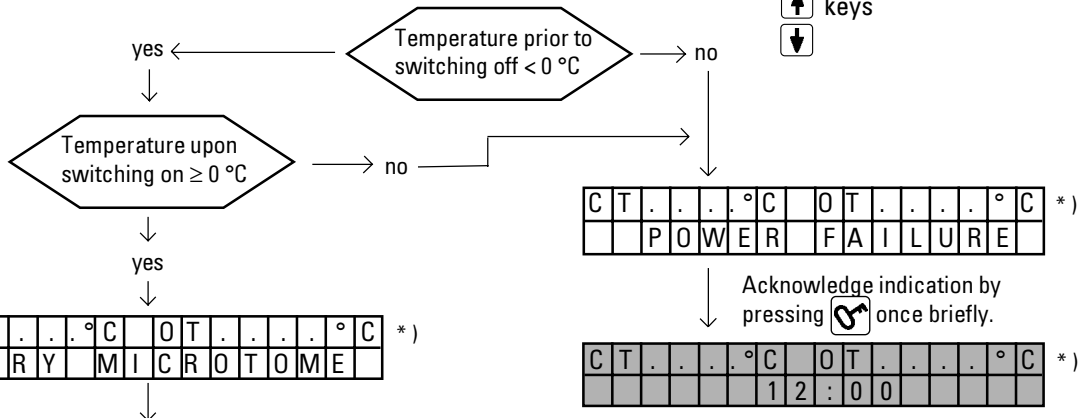 keys
Temperature prior to
switching off < 0 °C
yes
no
Temperature upon
switching on ≥ 0 °C
no
yes
CT....°C OT....°C *)
POWER FAILURE
Acknowledge indication by
pressing once briefly.
...°C OT....°C *)
RY MICROTOME
CT....°C OT....°C *)
12:00